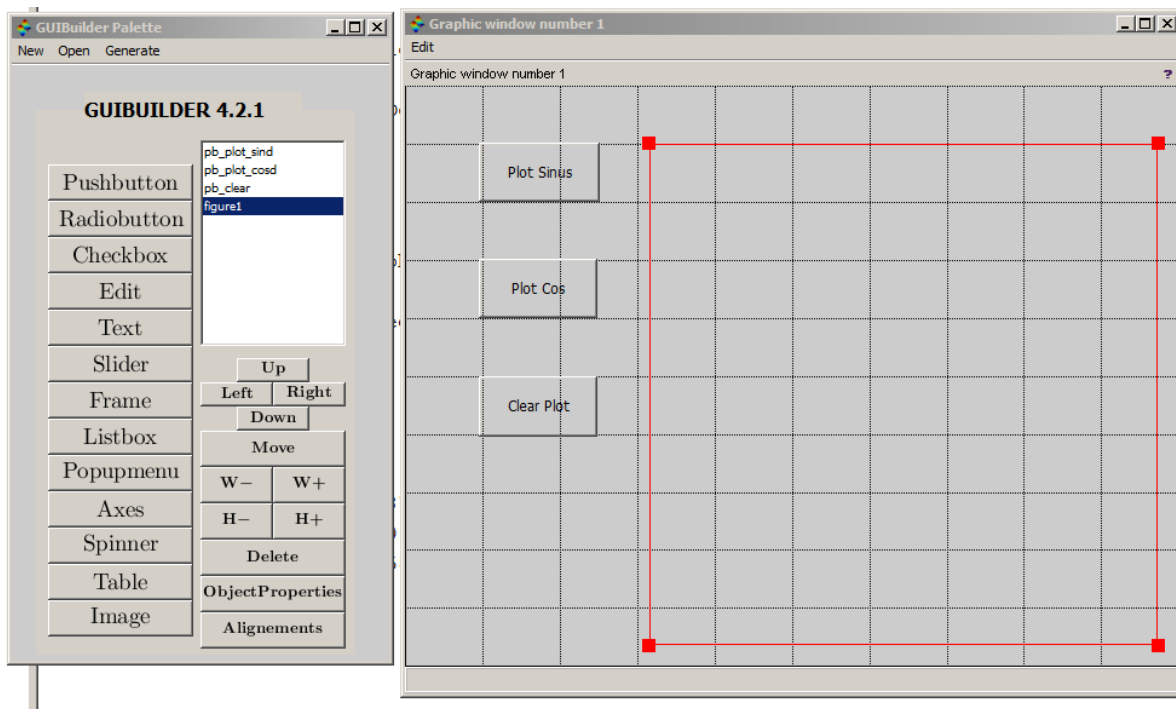 GUIBuilder Palette
New Open Generate
GUIBUILDER 4.2.1
Pushbutton
Radiobutton
Checkbox
Edit
Text
Slider
Frame
Listbox
Popupmenu
Axes
Spinner
Table
Image
pb_plot_sind
pb_plot_cosd
pb_clear
figure1
Up
Left Right
Down
Move
W− W+
H− H+
Delete
ObjectProperties
Alignements
Graphic window number 1
Edit
Graphic window number 1 ?
Plot Sinus
Plot Cos
Clear Plot